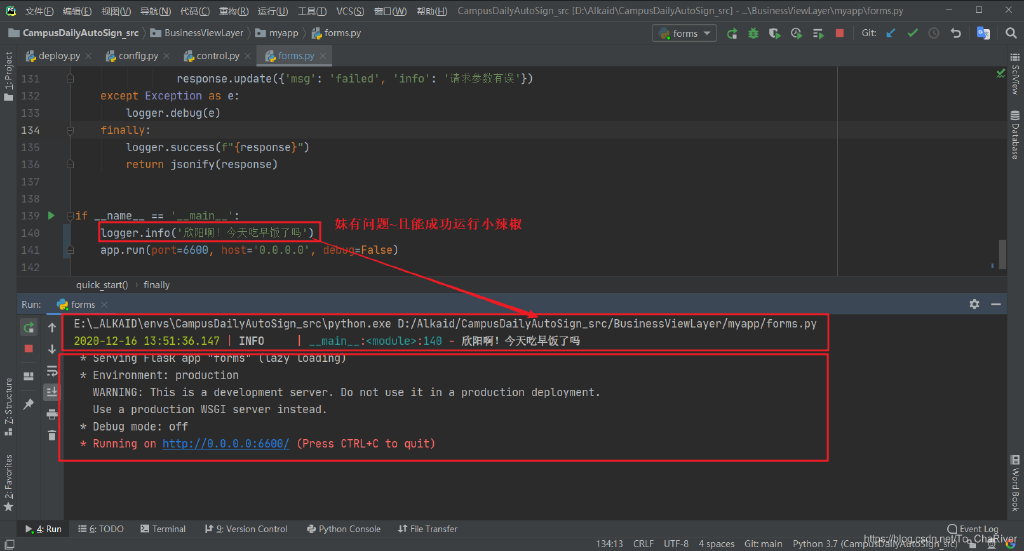 文件(F) 编辑(E) 视图(V) 导航(N) 代码(C) 重构(R) 运行(U) 工具(T) VCS(S) 窗口(W) 帮助(H) CampusDailyAutoSign_src [D:\Alkaid\CampusDailyAutoSign_src] - ...\BusinessViewLayer\myapp\forms.py
CampusDailyAutoSign_src BusinessViewLayer myapp forms.py forms Git:
deploy.py config.py control.py forms.py
1: Project
SciView
Database
131 response.update({'msg': 'failed', 'info': '请求参数有误'})
132 except Exception as e:
133 logger.debug(e)
134 finally:
135 logger.success(f"{response}")
136 return jsonify(response)
137
138
139 if __name__ == '__main__':
妹有问题~且能成功运行小辣椒
140 logger.info('欣阳啊! 今天吃早饭了吗')
141 app.run(port=6600, host='0.0.0.0', debug=False)
142
quick_start() finally
Run: forms
E:\_ALKAID\envs\CampusDailyAutoSign_src\python.exe D:/Alkaid/CampusDailyAutoSign_src/BusinessViewLayer/myapp/forms.py
2020-12-16 13:51:36.147 | INFO | __main__:<module>:140 - 欣阳啊! 今天吃早饭了吗
* Serving Flask app "forms" (lazy loading)
* Environment: production
WARNING: This is a development server. Do not use it in a production deployment.
Use a production WSGI server instead.
* Debug mode: off
* Running on http://0.0.0.0:6600/ (Press CTRL+C to quit)
Z: Structure
2: Favorites
Word Book
4: Run 6: TODO Terminal 9: Version Control Python Console File Transfer Event Log
134:13 CRLF UTF-8 4 spaces Git: main Python 3.7 (CampusDailyAutoSign_src)
https://blog.csdn.net/To_ChaRiver